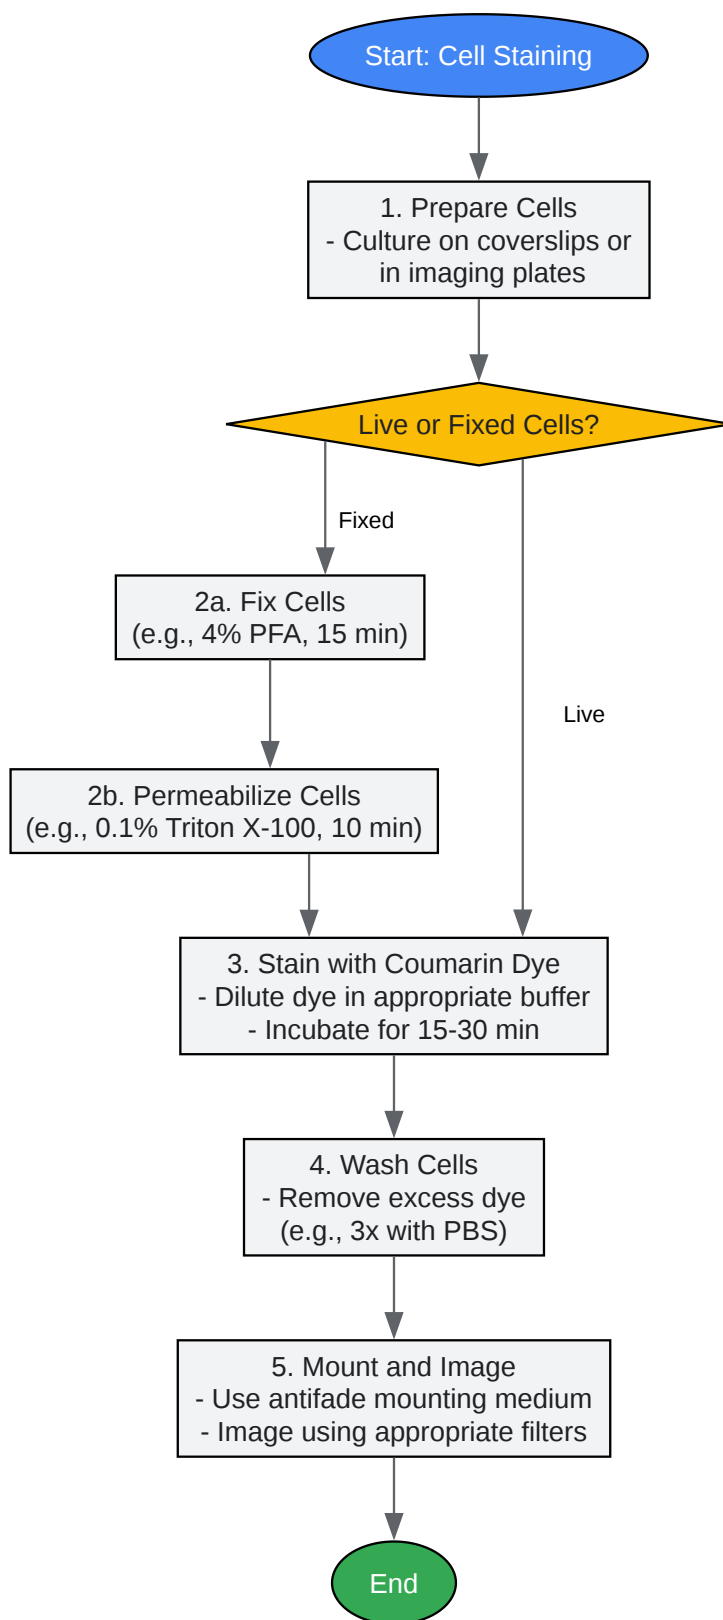 Start: Cell Staining
1. Prepare Cells
- Culture on coverslips or
in imaging plates
Live or Fixed Cells?
Fixed
2a. Fix Cells
(e.g., 4% PFA, 15 min)
Live
2b. Permeabilize Cells
(e.g., 0.1% Triton X-100, 10 min)
3. Stain with Coumarin Dye
- Dilute dye in appropriate buffer
- Incubate for 15-30 min
4. Wash Cells
- Remove excess dye
(e.g., 3x with PBS)
5. Mount and Image
- Use antifade mounting medium
- Image using appropriate filters
End